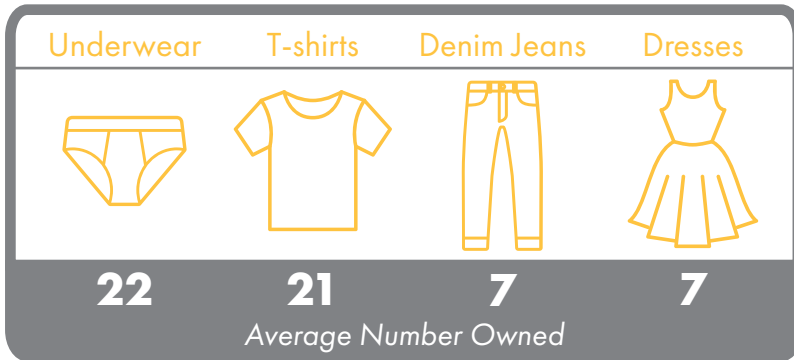 Underwear T-shirts Denim Jeans Dresses
22 21 7 7
Average Number Owned